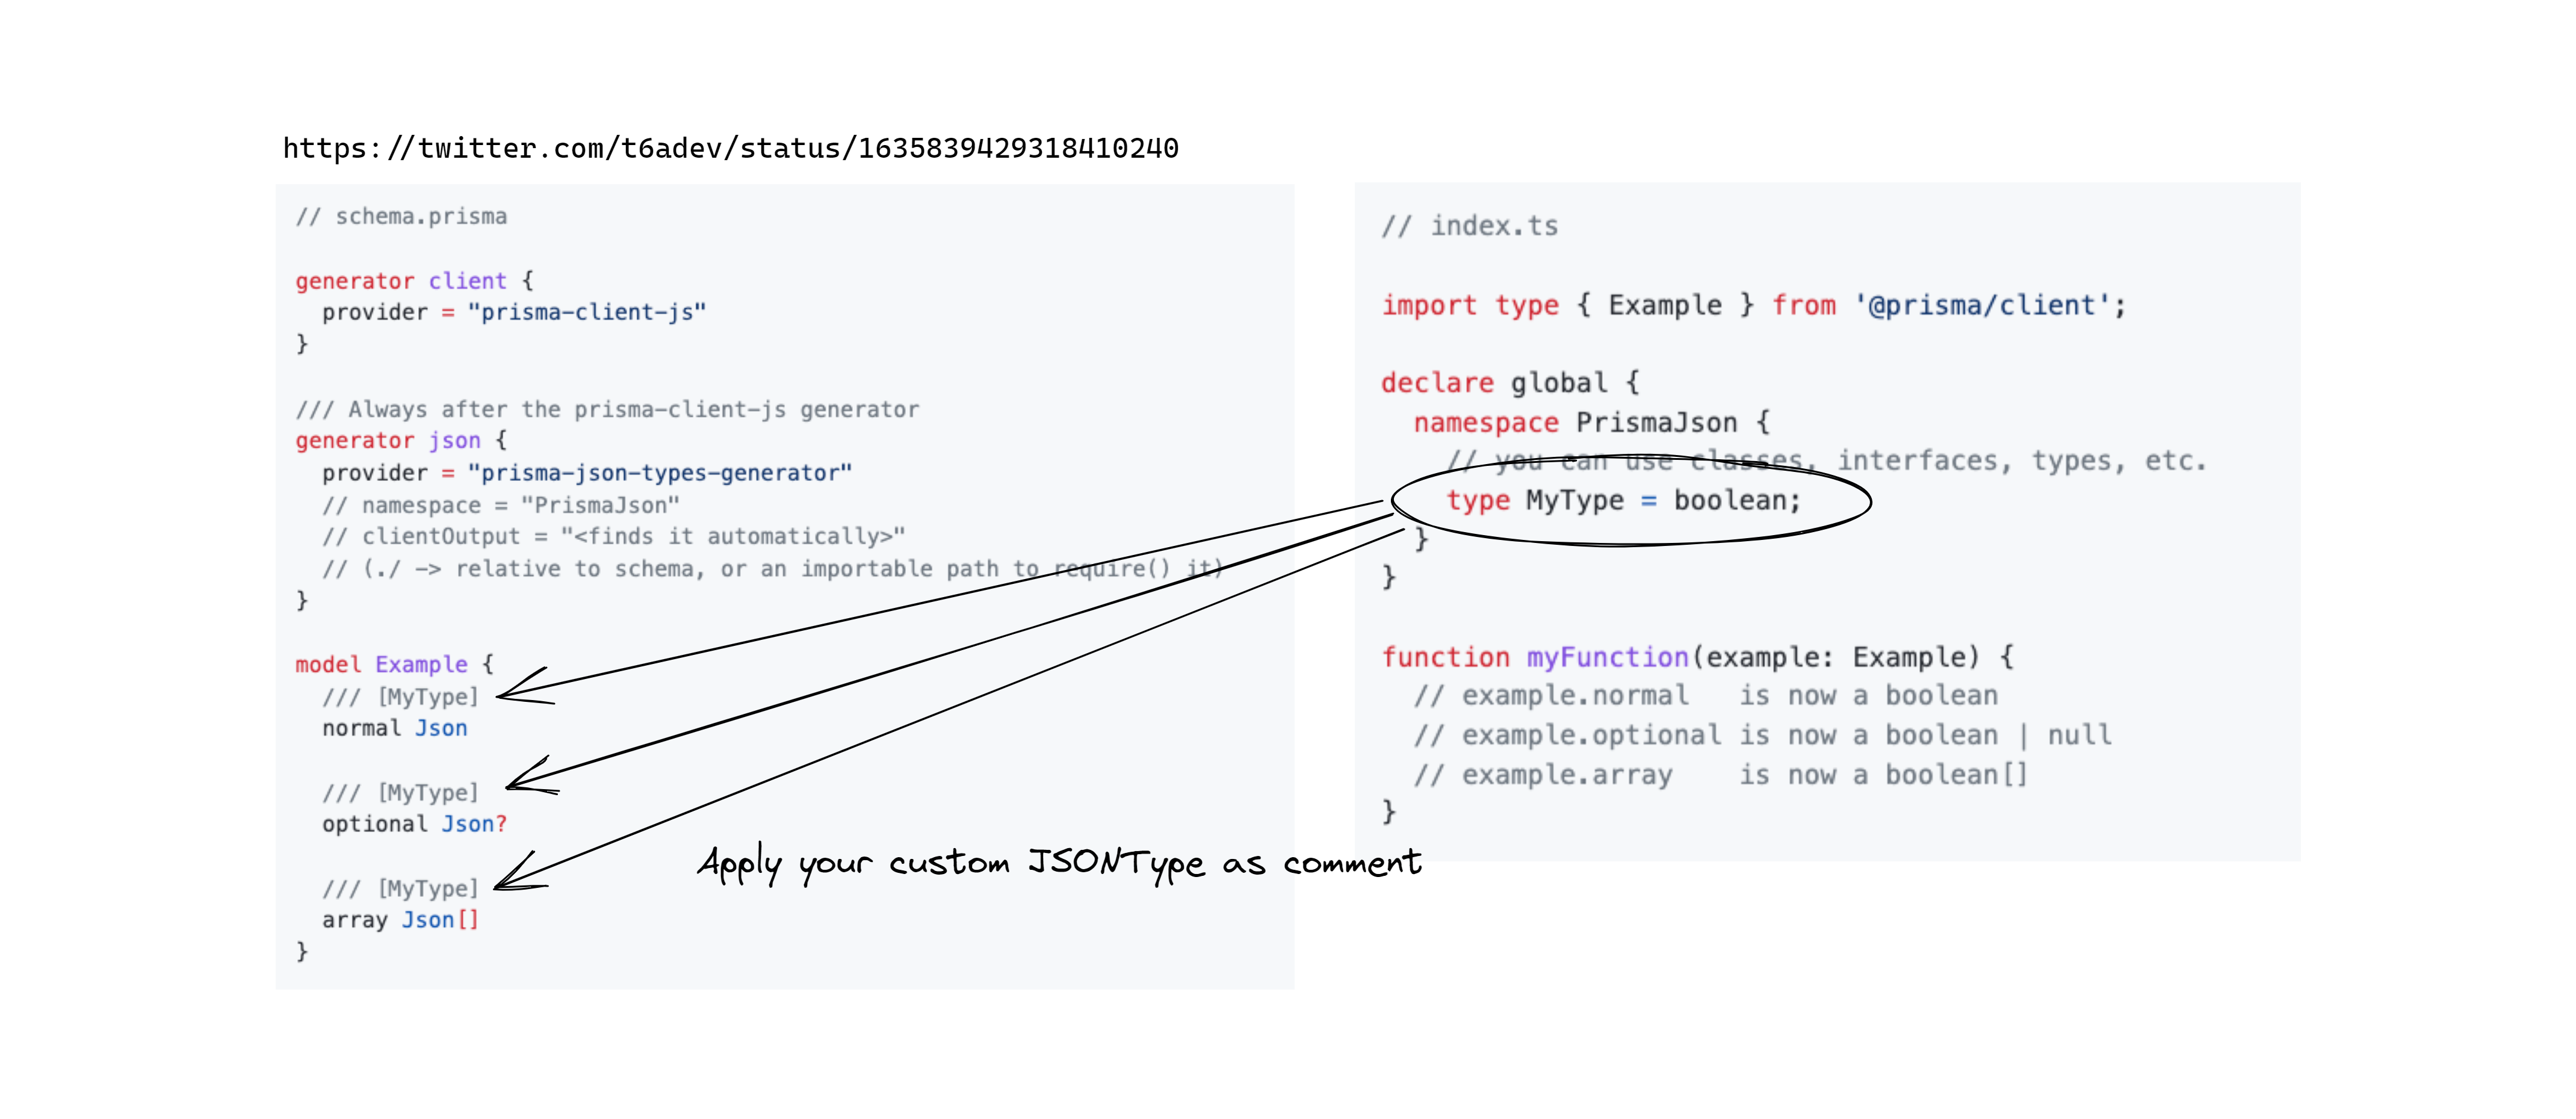 https://twitter.com/t6adev/status/1635839429318410240
// schema.prisma
generator client {
  provider = "prisma-client-js"
}
/// Always after the prisma-client-js generator
generator json {
  provider = "prisma-json-types-generator"
  // namespace = "PrismaJson"
  // clientOutput = "<finds it automatically>"
  // (./ -> relative to schema, or an importable path to require() it)
}
model Example {
  /// [MyType]
  normal Json
  /// [MyType]
  optional Json?
  /// [MyType]
  array Json[]
}
// index.ts
import type { Example } from '@prisma/client';
declare global {
  namespace PrismaJson {
    // you can use classes, interfaces, types, etc.
    type MyType = boolean;
  }
}
function myFunction(example: Example) {
  // example.normal   is now a boolean
  // example.optional is now a boolean | null
  // example.array    is now a boolean[]
}
Apply your custom JSONType as comment